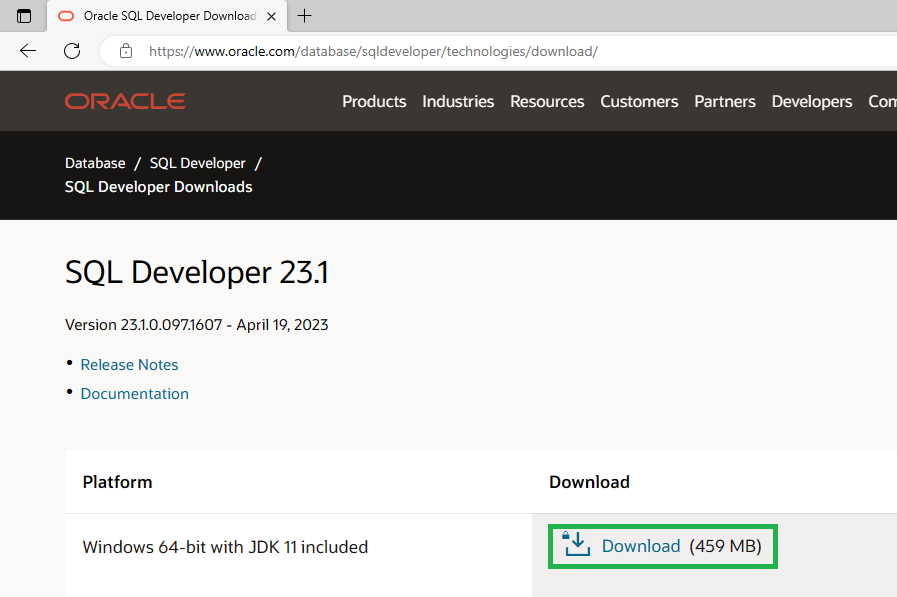 Oracle SQL Developer Download
https://www.oracle.com/database/sqldeveloper/technologies/download/
ORACLE
Products Industries Resources Customers Partners Developers Com
Database / SQL Developer /
SQL Developer Downloads
SQL Developer 23.1
Version 23.1.0.097.1607 - April 19, 2023
• Release Notes
• Documentation
Platform Download
Windows 64-bit with JDK 11 included Download (459 MB)